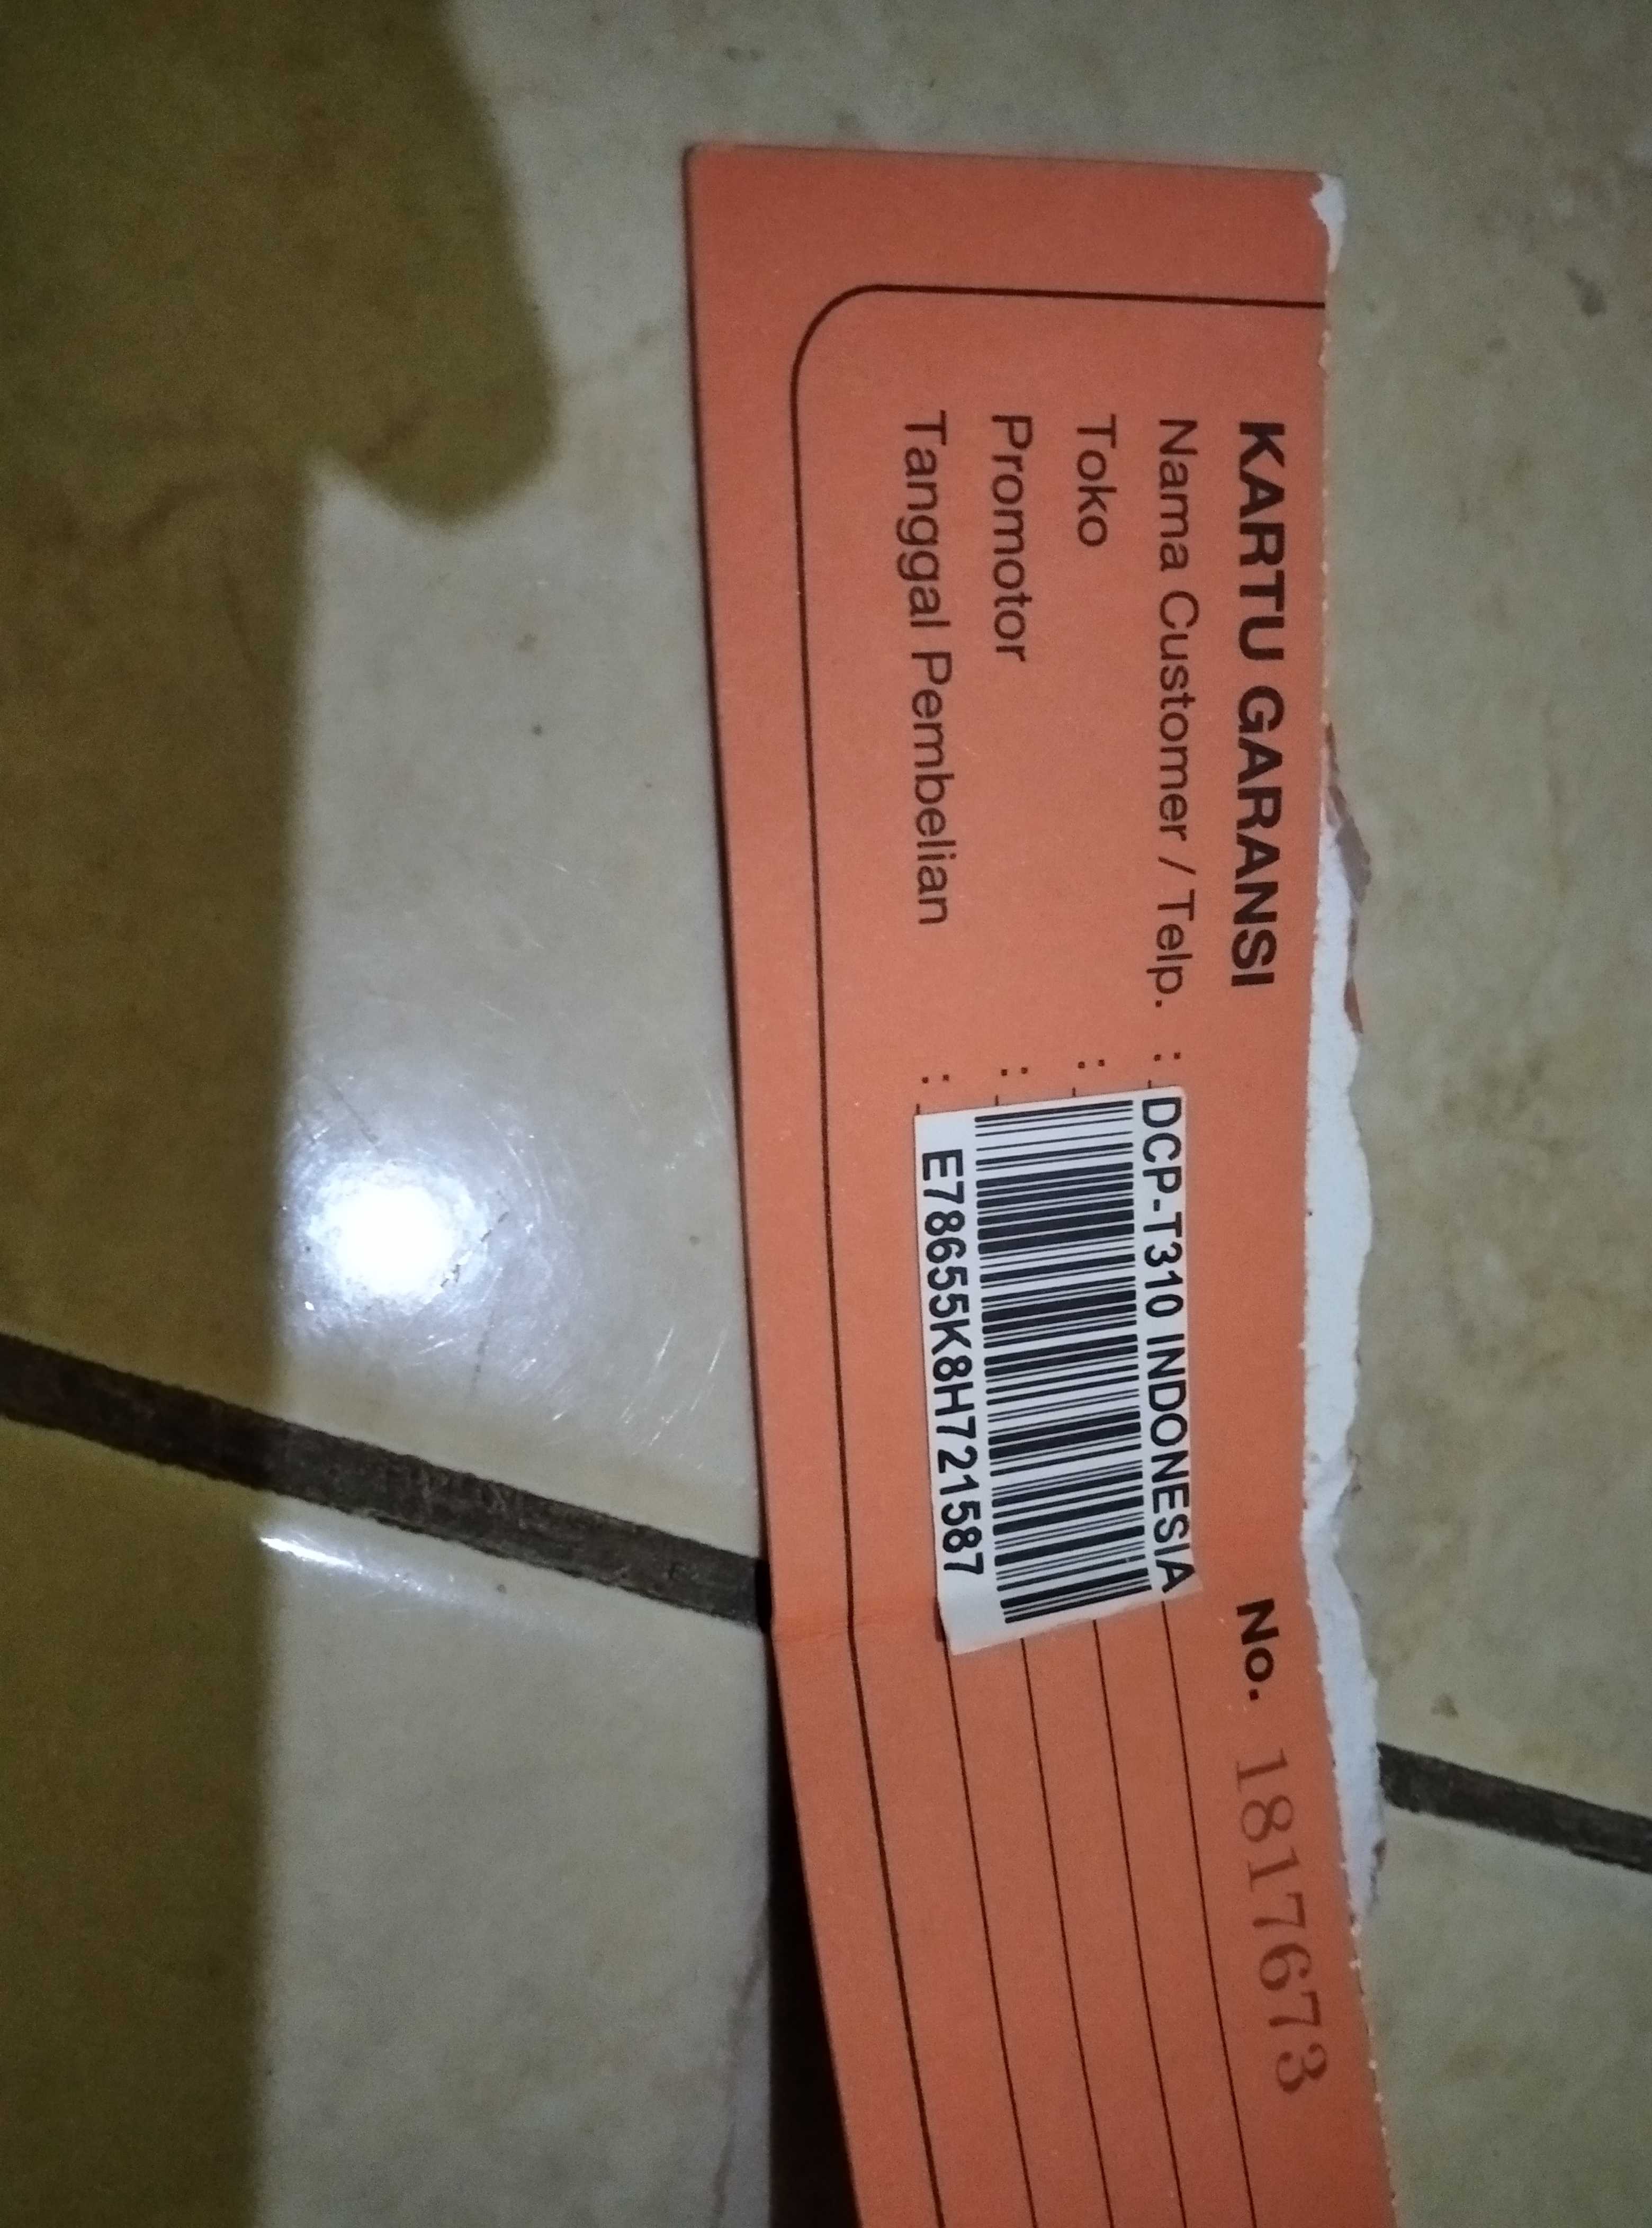 KARTU GARANSI No. 1817673
Nama Customer / Telp. : DCP-T310 INDONESIA
Toko :
Promotor :
Tanggal Pembelian : E78655K8H721587